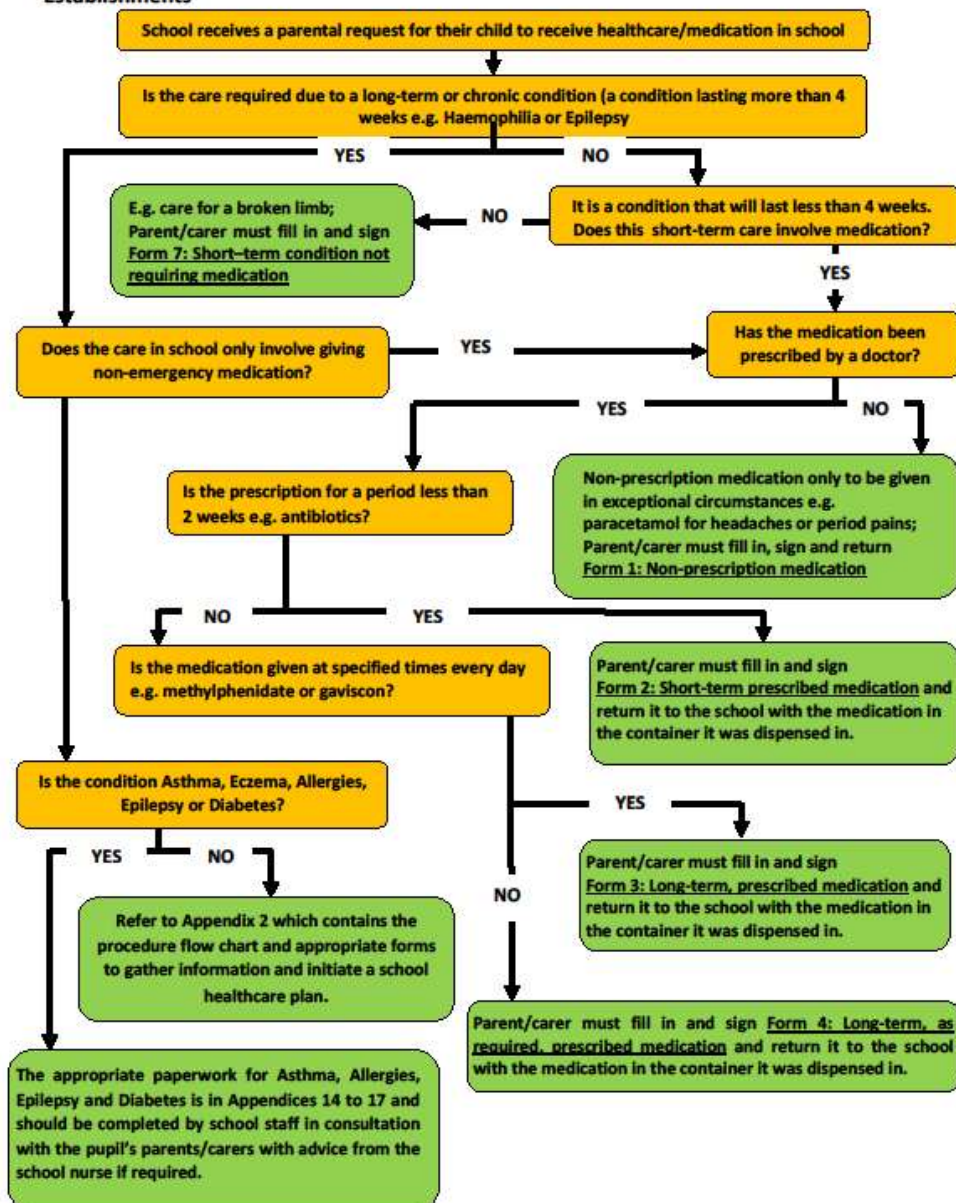 Establishments
School receives a parental request for their child to receive healthcare/medication in school
Is the care required due to a long-term or chronic condition (a condition lasting more than 4
weeks e.g. Haemophilia or Epilepsy
YES
NO
E.g. care for a broken limb;
Parent/carer must fill in and sign
Form 7: Short–term condition not
requiring medication
NO
It is a condition that will last less than 4 weeks.
Does this short-term care involve medication?
YES
Does the care in school only involve giving
non-emergency medication?
YES
Has the medication been
prescribed by a doctor?
YES
NO
Is the prescription for a period less than
2 weeks e.g. antibiotics?
Non-prescription medication only to be given
in exceptional circumstances e.g.
paracetamol for headaches or period pains;
Parent/carer must fill in, sign and return
Form 1: Non-prescription medication
NO
YES
Is the medication given at specified times every day
e.g. methylphenidate or gaviscon?
Parent/carer must fill in and sign
Form 2: Short-term prescribed medication and
return it to the school with the medication in
the container it was dispensed in.
Is the condition Asthma, Eczema, Allergies,
Epilepsy or Diabetes?
YES
YES
NO
Parent/carer must fill in and sign
Form 3: Long-term, prescribed medication and
return it to the school with the medication in
the container it was dispensed in.
NO
Refer to Appendix 2 which contains the
procedure flow chart and appropriate forms
to gather information and initiate a school
healthcare plan.
Parent/carer must fill in and sign Form 4: Long-term, as
required, prescribed medication and return it to the school
with the medication in the container it was dispensed in.
The appropriate paperwork for Asthma, Allergies,
Epilepsy and Diabetes is in Appendices 14 to 17 and
should be completed by school staff in consultation
with the pupil's parents/carers with advice from the
school nurse if required.